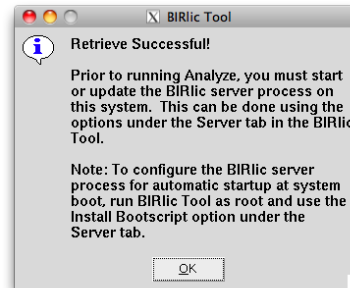 BIRlic Tool
Retrieve Successful!
Prior to running Analyze, you must start
or update the BIRlic server process on
this system. This can be done using the
options under the Server tab in the BIRlic
Tool.
Note: To configure the BIRlic server
process for automatic startup at system
boot, run BIRlic Tool as root and use the
Install Bootscript option under the
Server tab.
OK